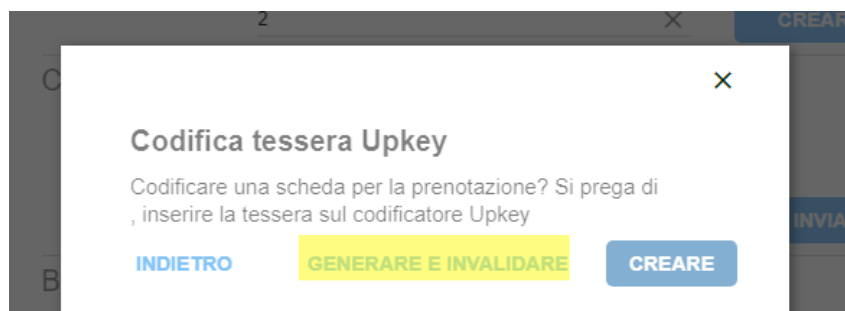 2
CREAR
C
Codifica tessera Upkey
Codificare una scheda per la prenotazione? Si prega di
, inserire la tessera sul codificatore Upkey
INVIA
INDIETRO GENERARE E INVALIDARE CREARE
B